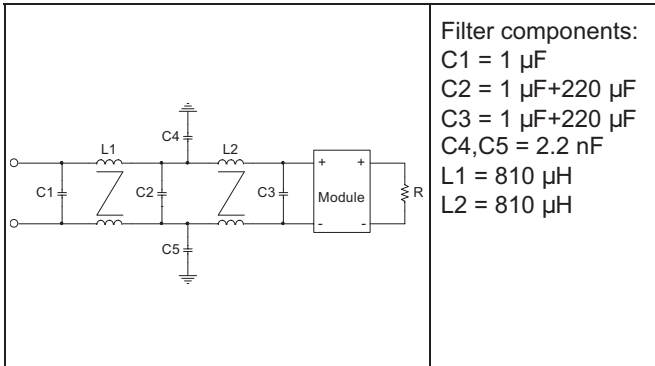 Filter components:
C1 = 1 µF
C2 = 1 µF+220 µF
C3 = 1 µF+220 µF
C4,C5 = 2.2 nF
L1 = 810 µH
L2 = 810 µH
C4
L1
L2
+ +
C1
C2
C3
Module
R
- -
C5